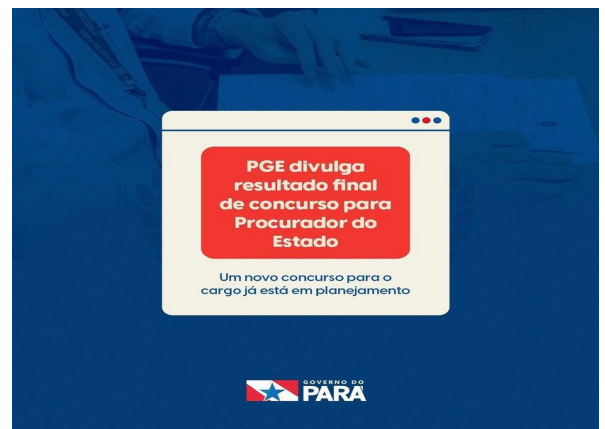 PGE divulga
resultado final
de concurso para
Procurador do
Estado
Um novo concurso para o
cargo já está em planejamento
GOVERNO DO
PARÁ